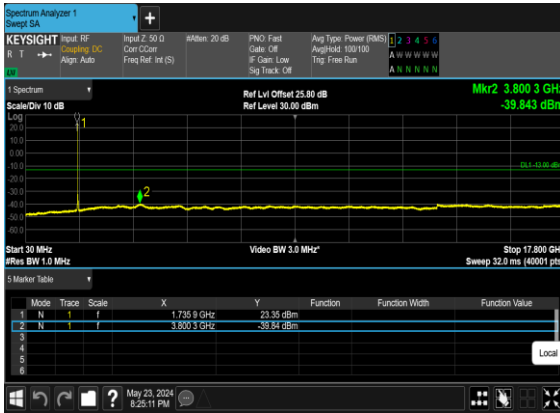 Spectrum Analyzer 1
Swept SA
KEYSIGHT Input: RF Input Z: 50 Ω #Atten: 20 dB PNO: Fast Avg Type: Power (RMS) 1 2 3 4 5 6
R T Coupling: DC Corr CCorr Gate: Off Avg|Hold: 100/100 A W W W W W
Align: Auto Freq Ref: Int (S) IF Gain: Low Trig: Free Run
Sig Track: Off A N N N N N
1 Spectrum Ref Lvl Offset 25.80 dB Mkr2 3.800 3 GHz
Scale/Div 10 dB Ref Level 30.00 dBm -39.843 dBm
Log
20.0
10.0
0.00
-10.0
-20.0
-30.0
-40.0
-50.0
-60.0
1
2
DL1 -13.00 dBm
Start 30 MHz Video BW 3.0 MHz* Stop 17.800 GHz
#Res BW 1.0 MHz Sweep 32.0 ms (40001 pts)
5 Marker Table
Mode Trace Scale X Y Function Function Width Function Value
1 N 1 f 1.735 9 GHz 23.35 dBm
2 N 1 f 3.800 3 GHz -39.84 dBm
3
4
5
6
Local
? May 23, 2024
8:25:11 PM